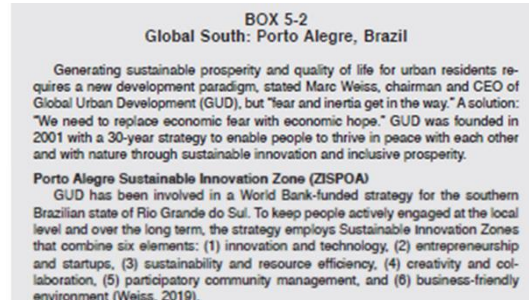 BOX 5-2
Global South: Porto Alegre, Brazil
Generating sustainable prosperity and quality of life for urban residents re-
quires a new development paradigm, stated Marc Weiss, chairman and CEO of
Global Urban Development (GUD), but “fear and inertia get in the way.” A solution:
“We need to replace economic fear with economic hope.” GUD was founded in
2001 with a 30-year strategy to enable people to thrive in peace with each other
and with nature through sustainable innovation and inclusive prosperity.
Porto Alegre Sustainable Innovation Zone (ZISPOA)
GUD has been involved in a World Bank-funded strategy for the southern
Brazilian state of Rio Grande do Sul. To keep people actively engaged at the local
level and over the long term, the strategy employs Sustainable Innovation Zones
that combine six elements: (1) innovation and technology, (2) entrepreneurship
and startups, (3) sustainability and resource efficiency, (4) creativity and col-
laboration, (5) participatory community management, and (6) business-friendly
environment (Weiss, 2019).